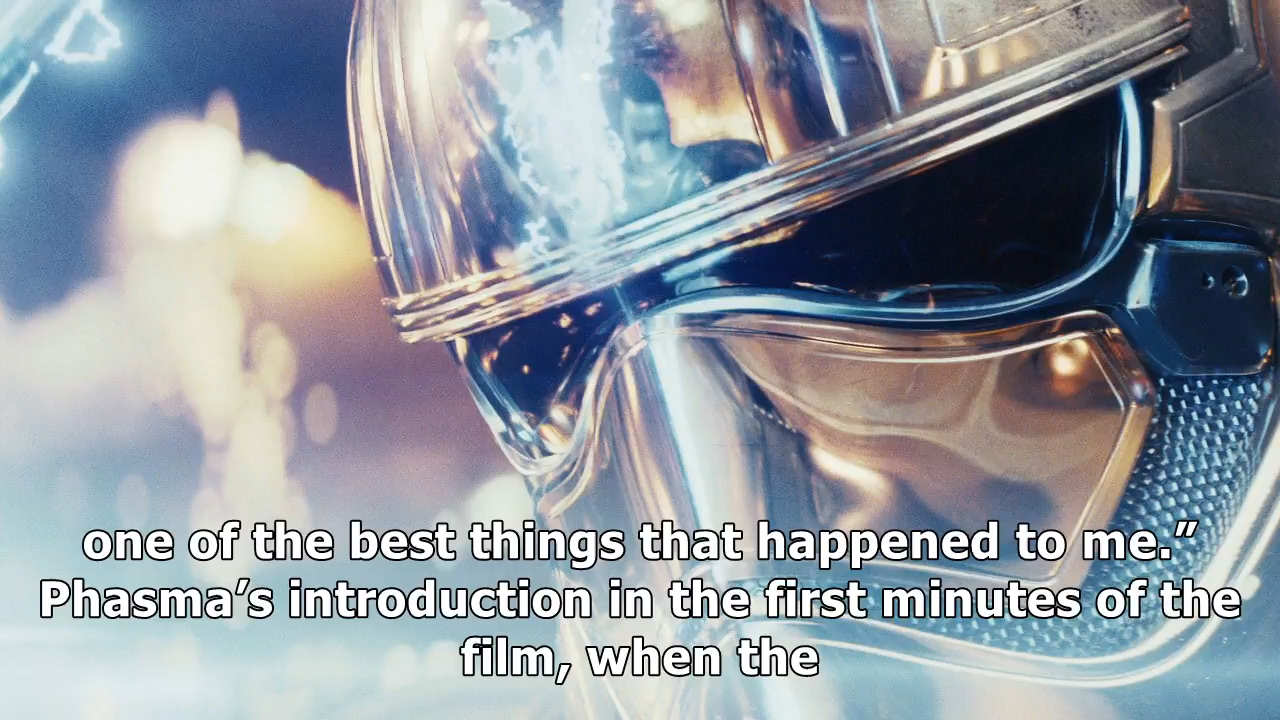 one of the best things that happened to me.”
Phasma’s introduction in the first minutes of the
film, when the